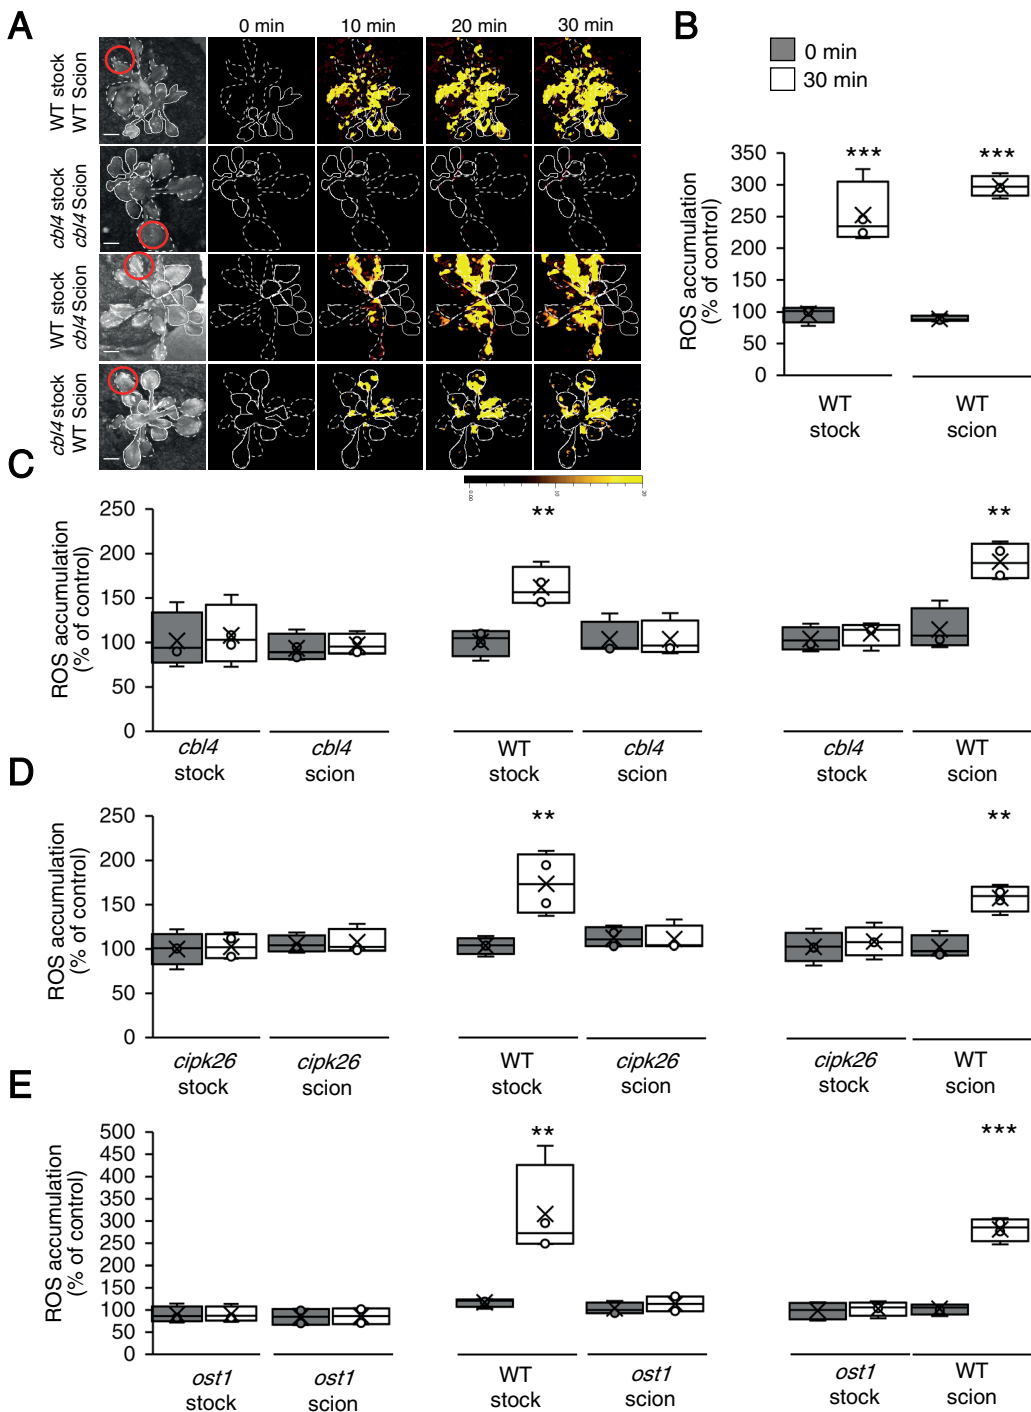 A
0 min
10 min
20 min
30 min
WT stock
WT Scion
cbl4 stock
cbl4 Scion
WT stock
cbl4 Scion
cbl4 stock
WT Scion
0.00
10
20
B
0 min
30 min
ROS accumulation
(% of control)
350
300
250
200
150
100
50
0
***
***
WT
stock
WT
scion
C
ROS accumulation
(% of control)
250
200
150
100
50
0
**
**
cbl4
stock
cbl4
scion
WT
stock
cbl4
scion
cbl4
stock
WT
scion
D
ROS accumulation
(% of control)
250
200
150
100
50
0
**
**
cipk26
stock
cipk26
scion
WT
stock
cipk26
scion
cipk26
stock
WT
scion
E
ROS accumulation
(% of control)
500
450
400
350
300
250
200
150
100
50
0
**
***
ost1
stock
ost1
scion
WT
stock
ost1
scion
ost1
stock
WT
scion